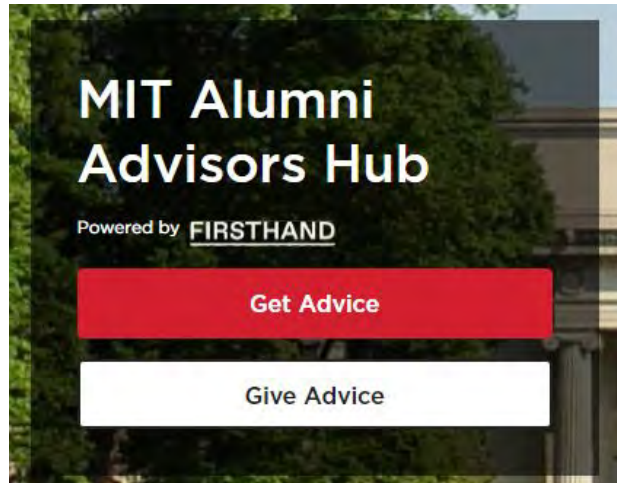 MIT Alumni
Advisors Hub
Powered by FIRSTHAND
Get Advice
Give Advice